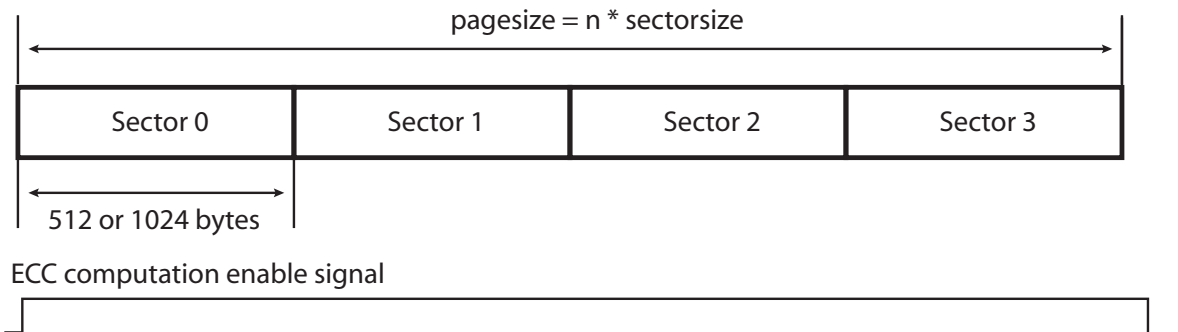 pagesize = n * sectorsize
Sector 0 Sector 1 Sector 2 Sector 3
512 or 1024 bytes
ECC computation enable signal